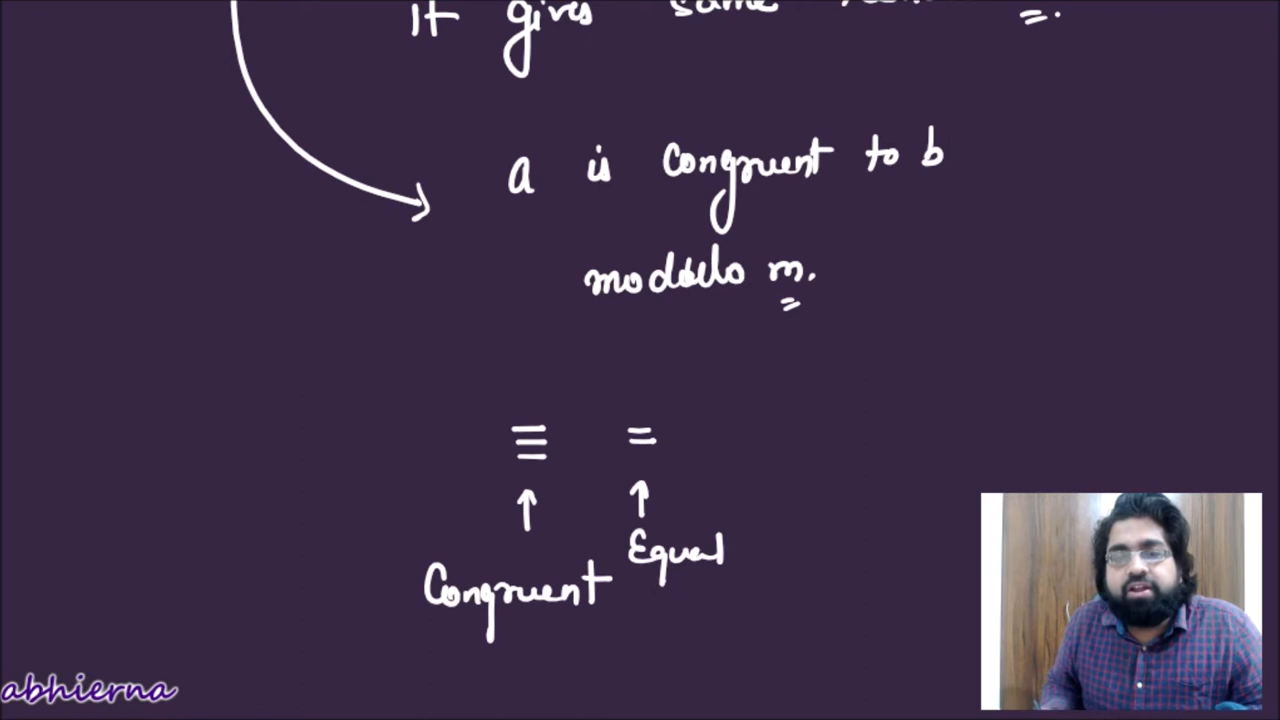 It gives same
=.
a is congruent to b
modulo m.
=
≡ =
↑ ↑
Equal
Congruent
abhierna